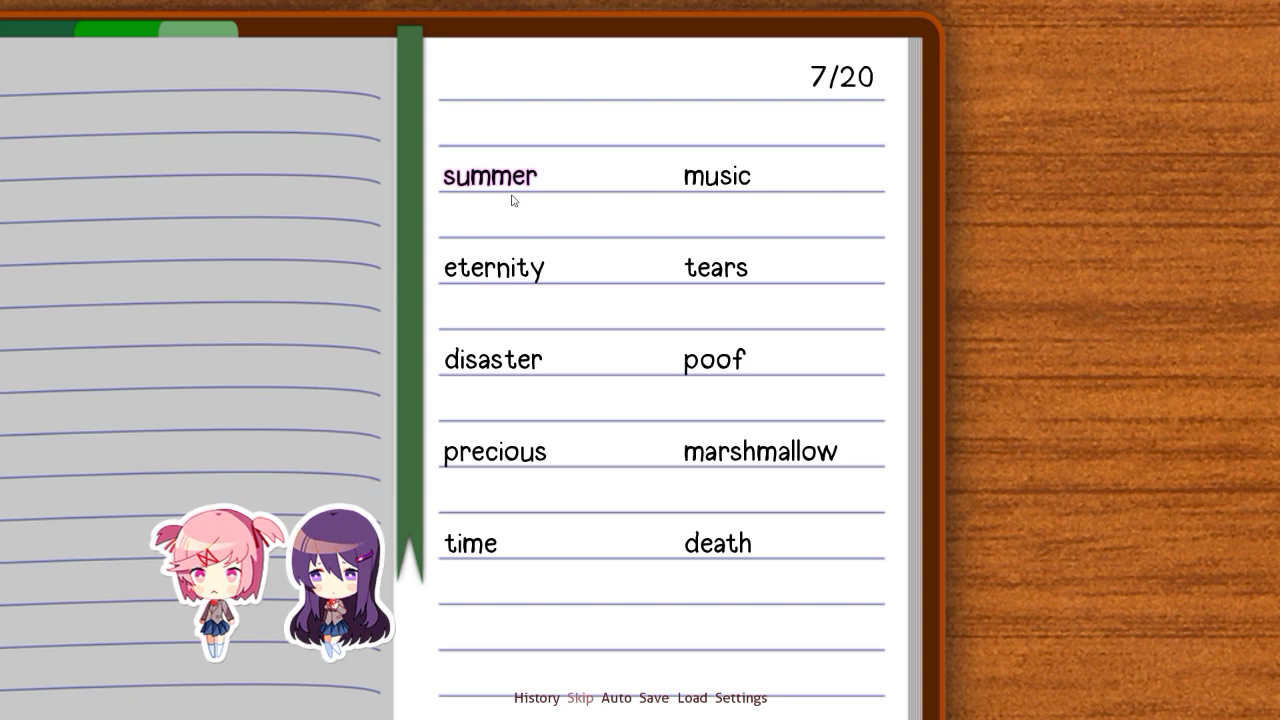 7/20
summer music
eternity tears
disaster poof
precious marshmallow
time death
History Skip Auto Save Load Settings